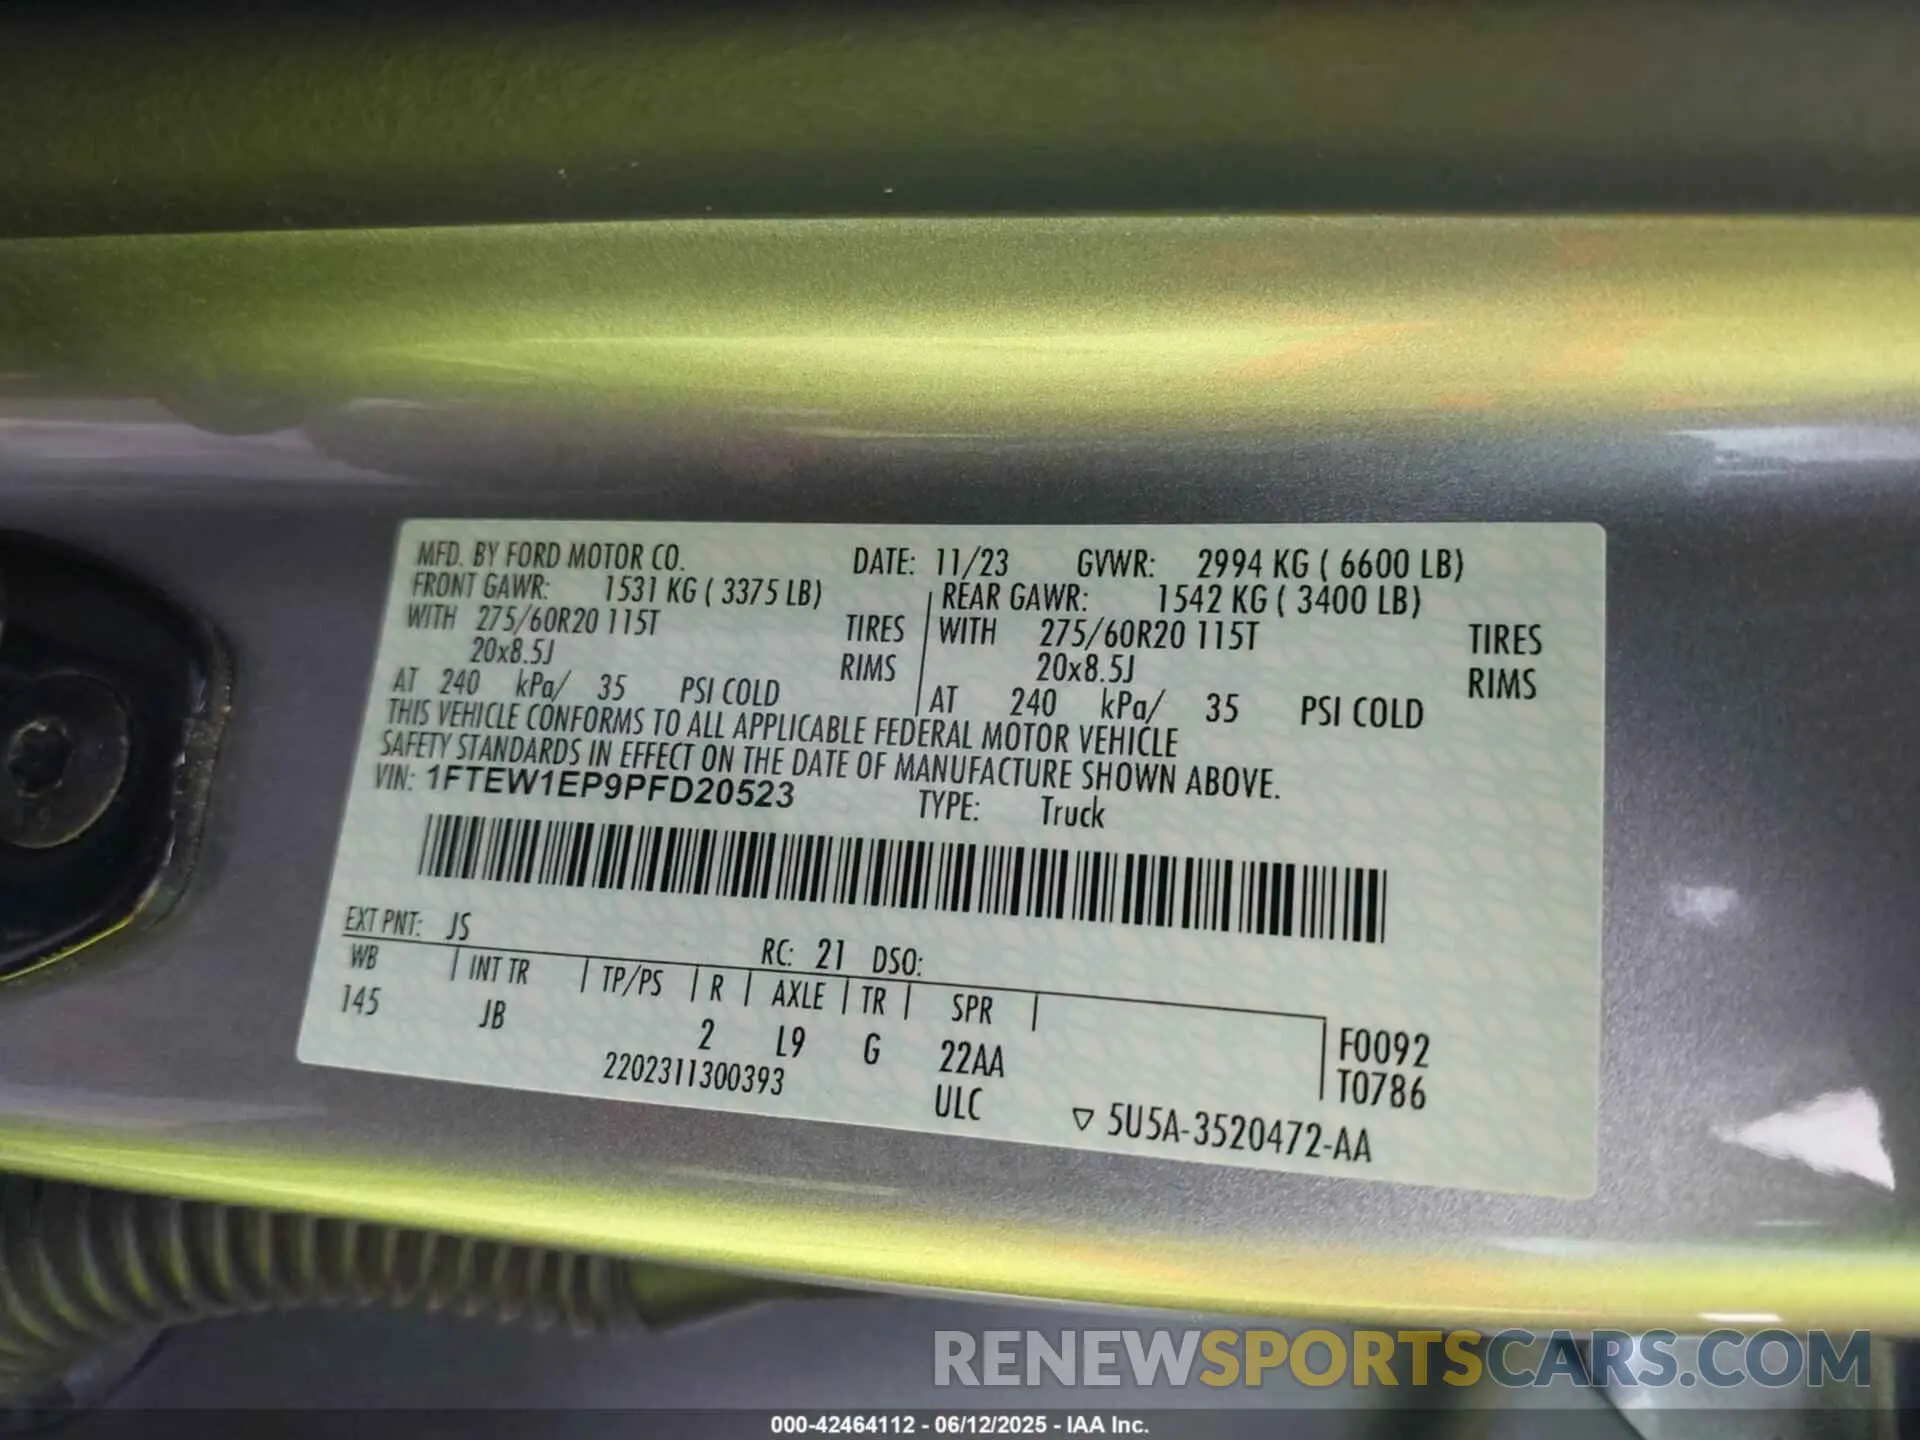 MFD. BY FORD MOTOR CO. DATE: 11/23 GVWR: 2994 KG ( 6600 LB)
FRONT GAWR: 1531 KG ( 3375 LB) REAR GAWR: 1542 KG ( 3400 LB)
WITH 275/60R20 115T TIRES WITH 275/60R20 115T TIRES
20x8.5J RIMS 20x8.5J RIMS
AT 240 kPa/ 35 PSI COLD AT 240 kPa/ 35 PSI COLD
THIS VEHICLE CONFORMS TO ALL APPLICABLE FEDERAL MOTOR VEHICLE
SAFETY STANDARDS IN EFFECT ON THE DATE OF MANUFACTURE SHOWN ABOVE.
VIN: 1FTEW1EP9PFD20523 TYPE: Truck
EXT PNT: JS RC: 21 DSO:
WB INT TR TP/PS R AXLE TR SPR
145 JB 2 L9 G 22AA F0092
2202311300393 ULC T0786
▽ 5U5A-3520472-AA
RENEWSPORTSCARS.COM
000-42464112 - 06/12/2025 - IAA Inc.